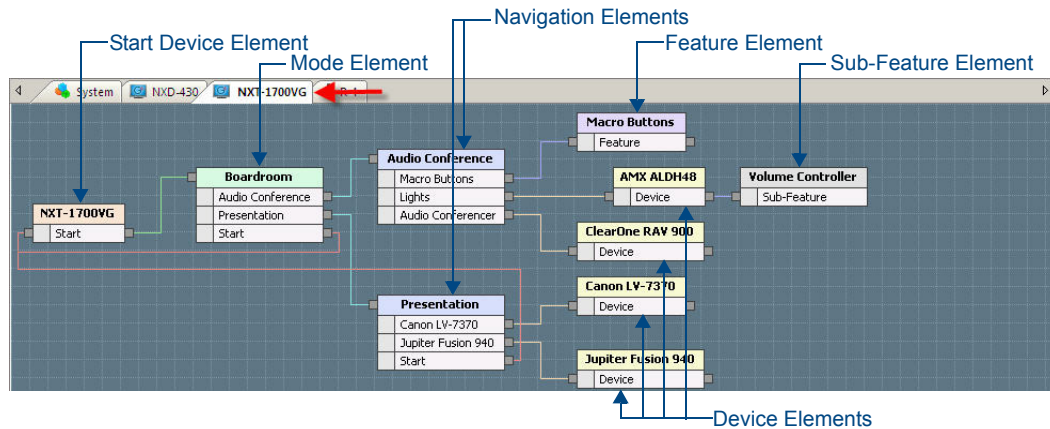 Navigation Elements
Start Device Element
Feature Element
Mode Element
Sub-Feature Element
System
NXD-430
NXT-1700VG
Macro Buttons
Feature
Audio Conference
Macro Buttons
Lights
Audio Conferencer
Boardroom
Audio Conference
Presentation
Start
AMX ALDH48
Device
Volume Controller
Sub-Feature
NXT-1700VG
Start
ClearOne RAV 900
Device
Canon LV-7370
Device
Presentation
Canon LV-7370
Jupiter Fusion 940
Start
Jupiter Fusion 940
Device
Device Elements